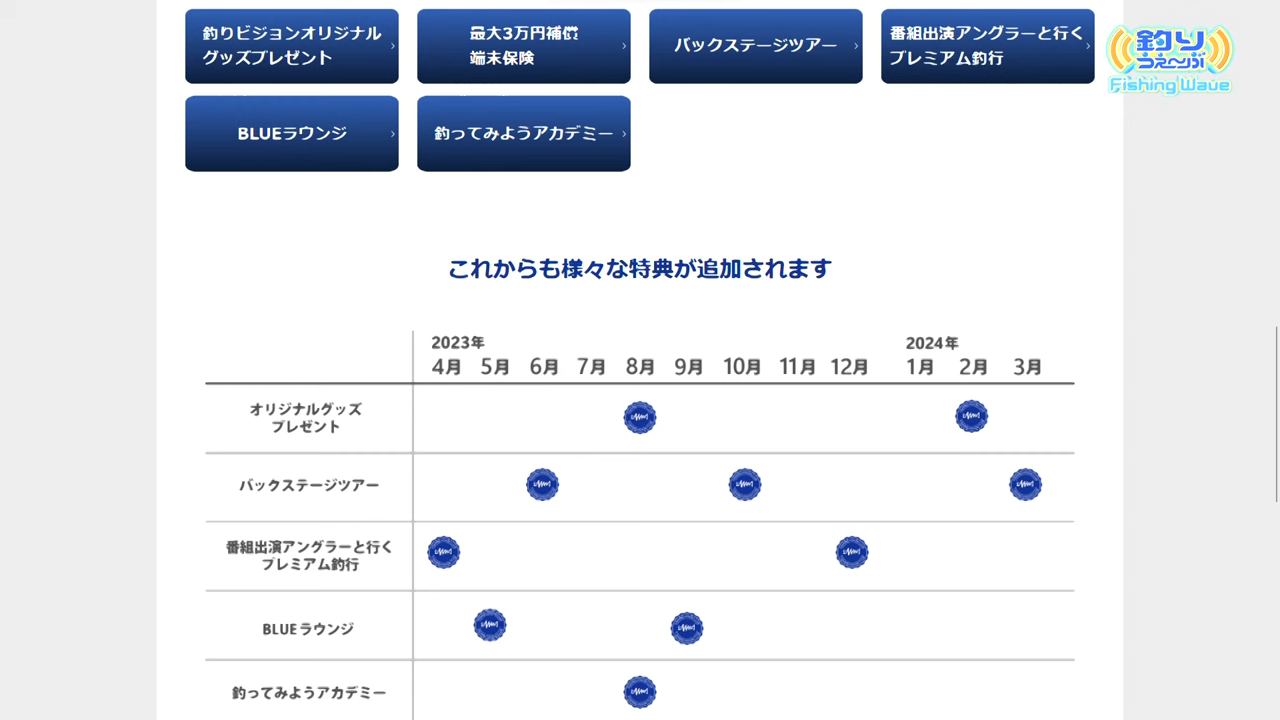 釣りビジョンオリジナル
グッズプレゼント
最大3万円補償
端末保険
バックステージツアー
番組出演アングラーと行く
プレミアム釣行
釣り
うぇ〜ぶ
Fishing Wave
BLUEラウンジ
釣ってみようアカデミー
これからも様々な特典が追加されます
2023年
2024年
4月 5月 6月 7月 8月 9月 10月 11月 12月 1月 2月 3月
オリジナルグッズ
プレゼント
バックステージツアー
番組出演アングラーと行く
プレミアム釣行
BLUEラウンジ
釣ってみようアカデミー